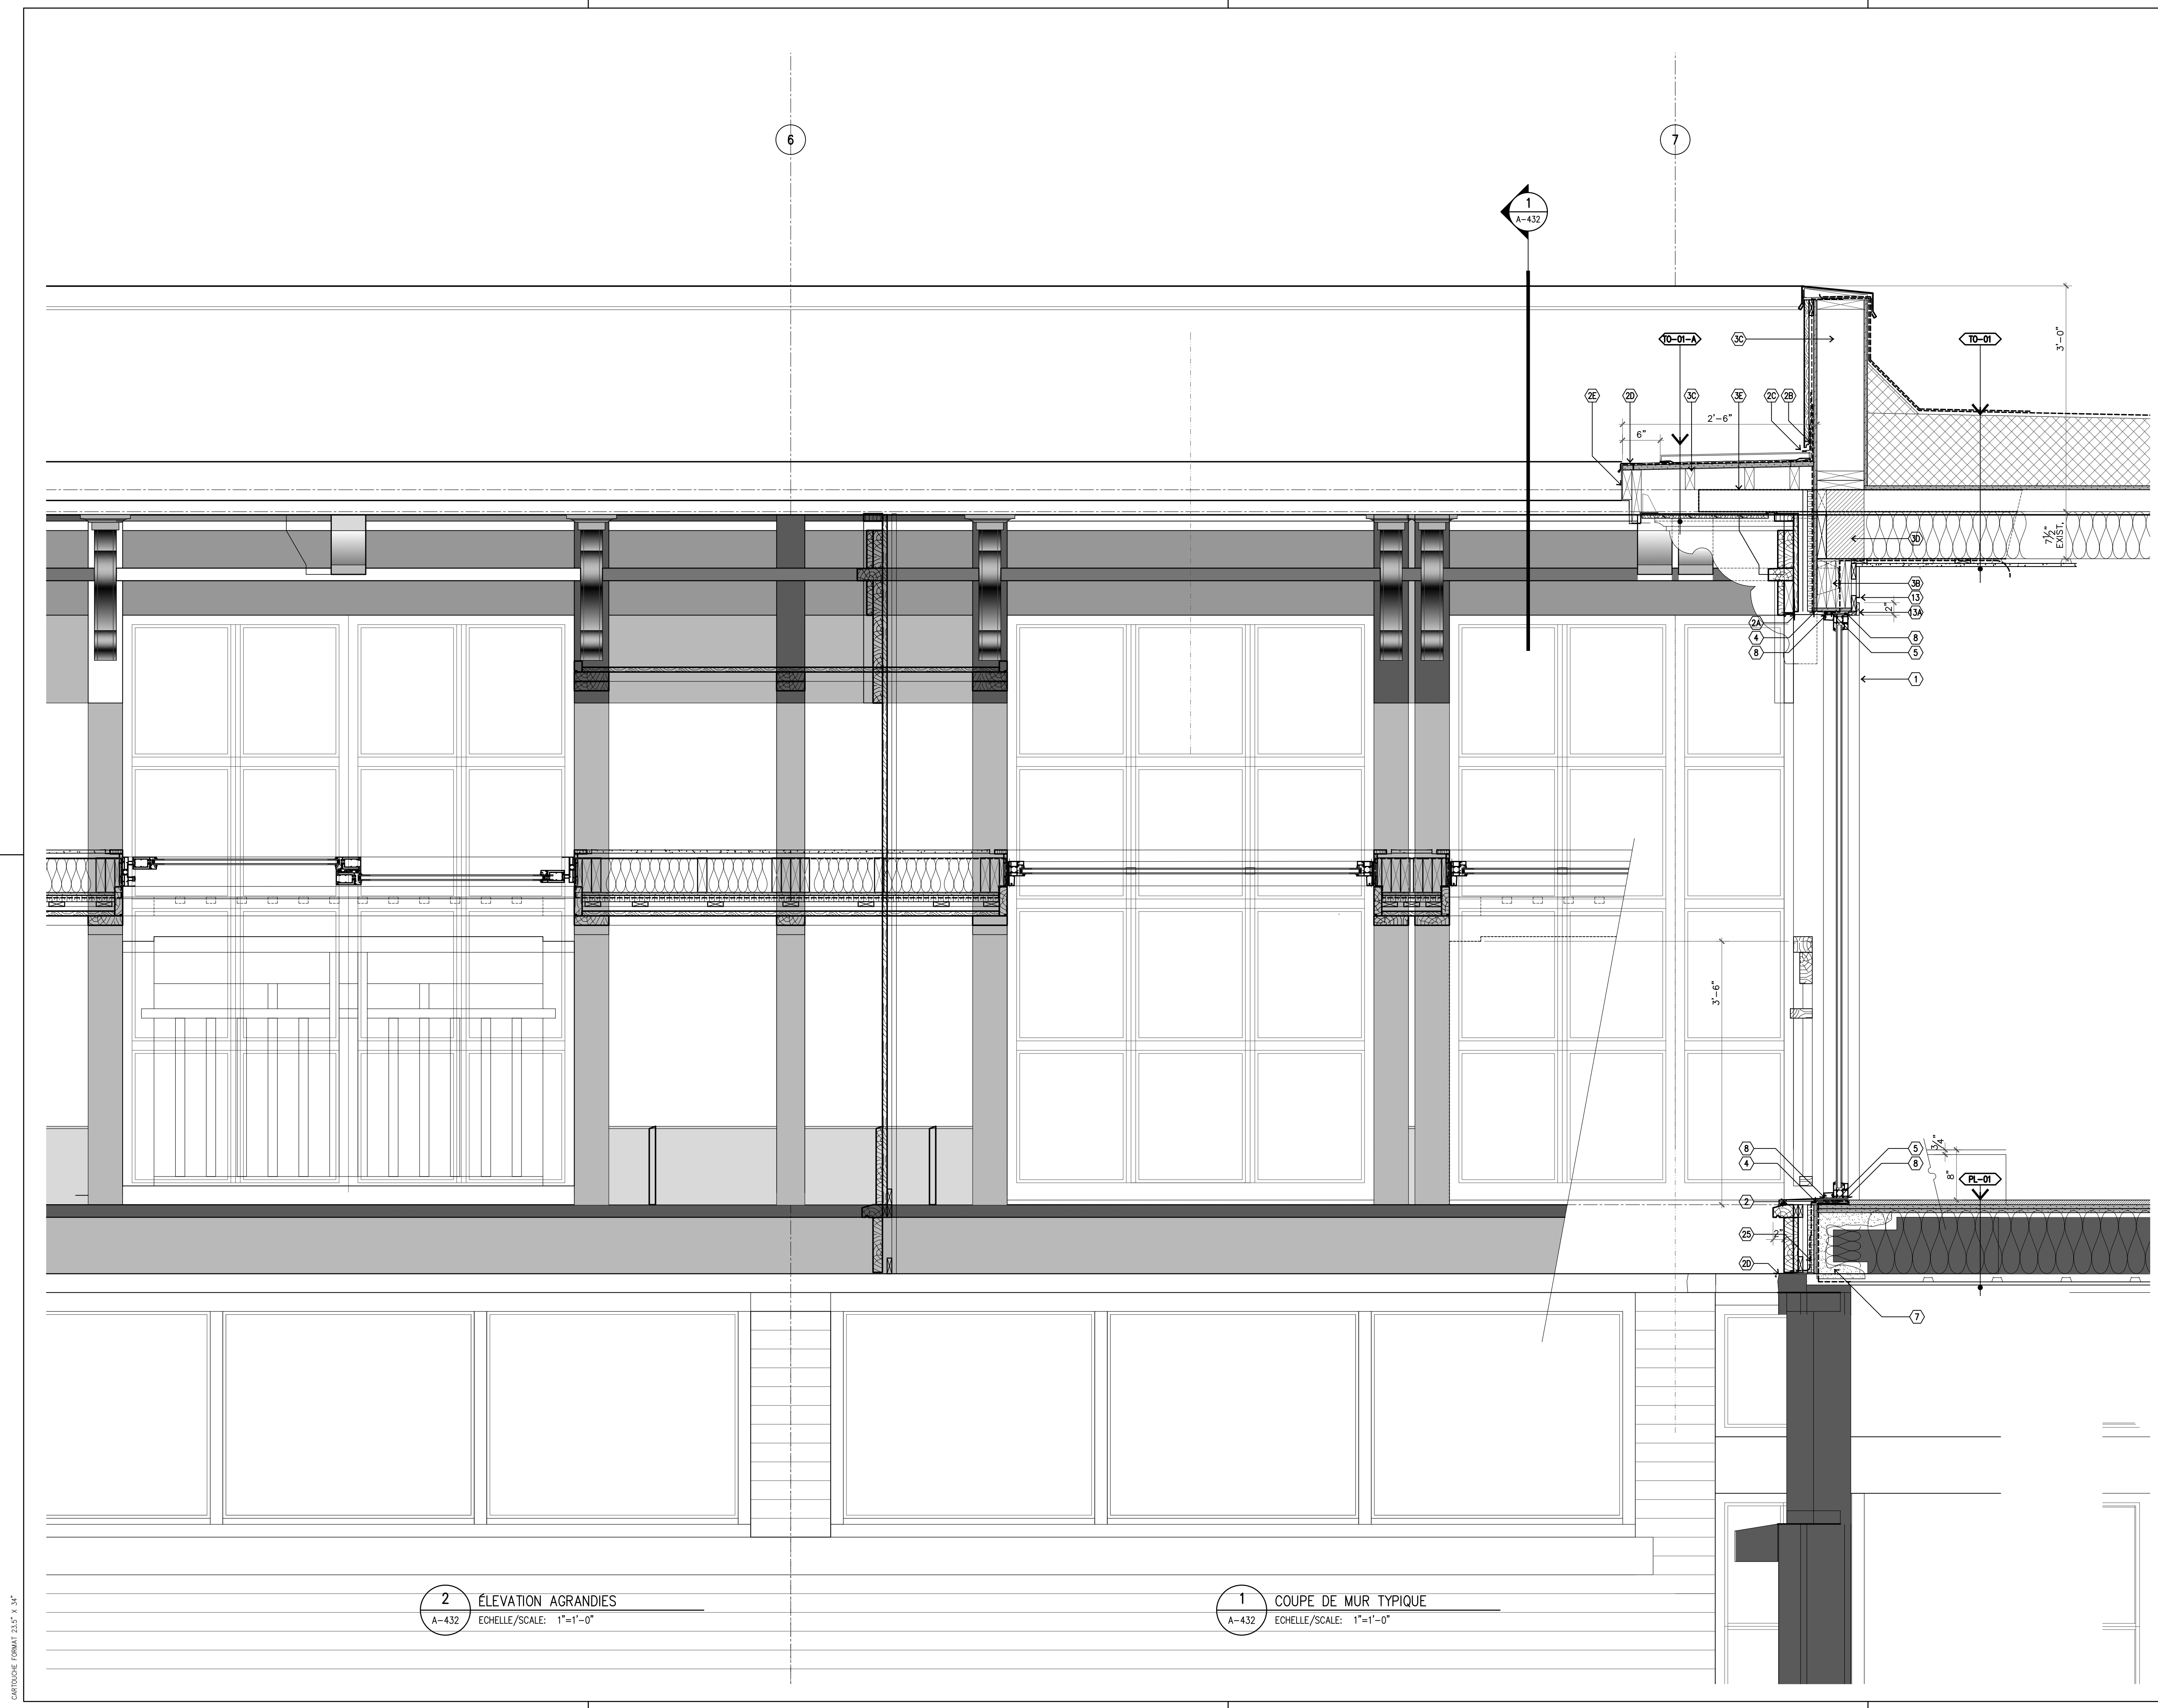 6
7
1
A-432
TO-01-A
3C
TO-01
3'-0"
2E
2D
3C
3E
2C
2B
2'-6"
6"
7½"
EXIST.
3D
3B
13
2"
13A
2A
4
8
8
5
1
3'-6"
8
4
5
8
3/4"
8"
PL-01
2
25
2"
2D
7
2
A-432
ÉLEVATION AGRANDIES
ECHELLE/SCALE: 1"=1'-0"
1
A-432
COUPE DE MUR TYPIQUE
ECHELLE/SCALE: 1"=1'-0"
CARTOUCHE FORMAT 23.5" X 34"